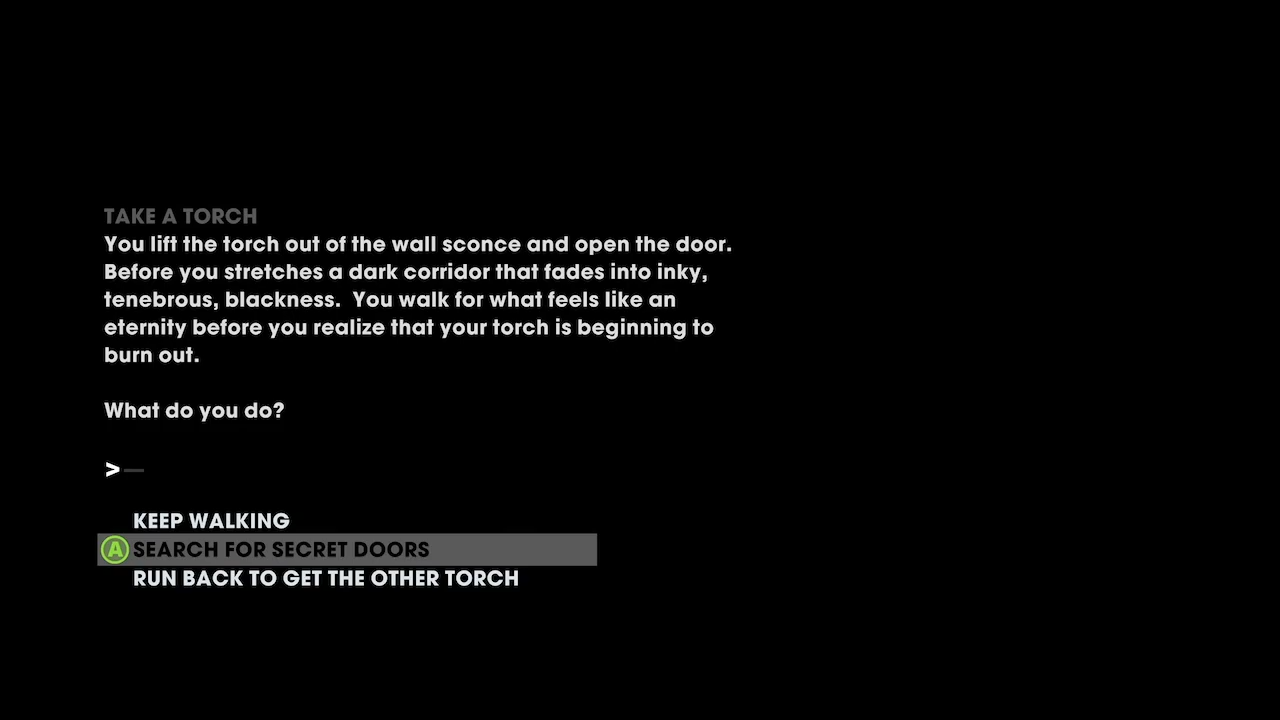 TAKE A TORCH
You lift the torch out of the wall sconce and open the door.
Before you stretches a dark corridor that fades into inky,
tenebrous, blackness.  You walk for what feels like an
eternity before you realize that your torch is beginning to
burn out.
What do you do?
>—
KEEP WALKING
A SEARCH FOR SECRET DOORS
RUN BACK TO GET THE OTHER TORCH